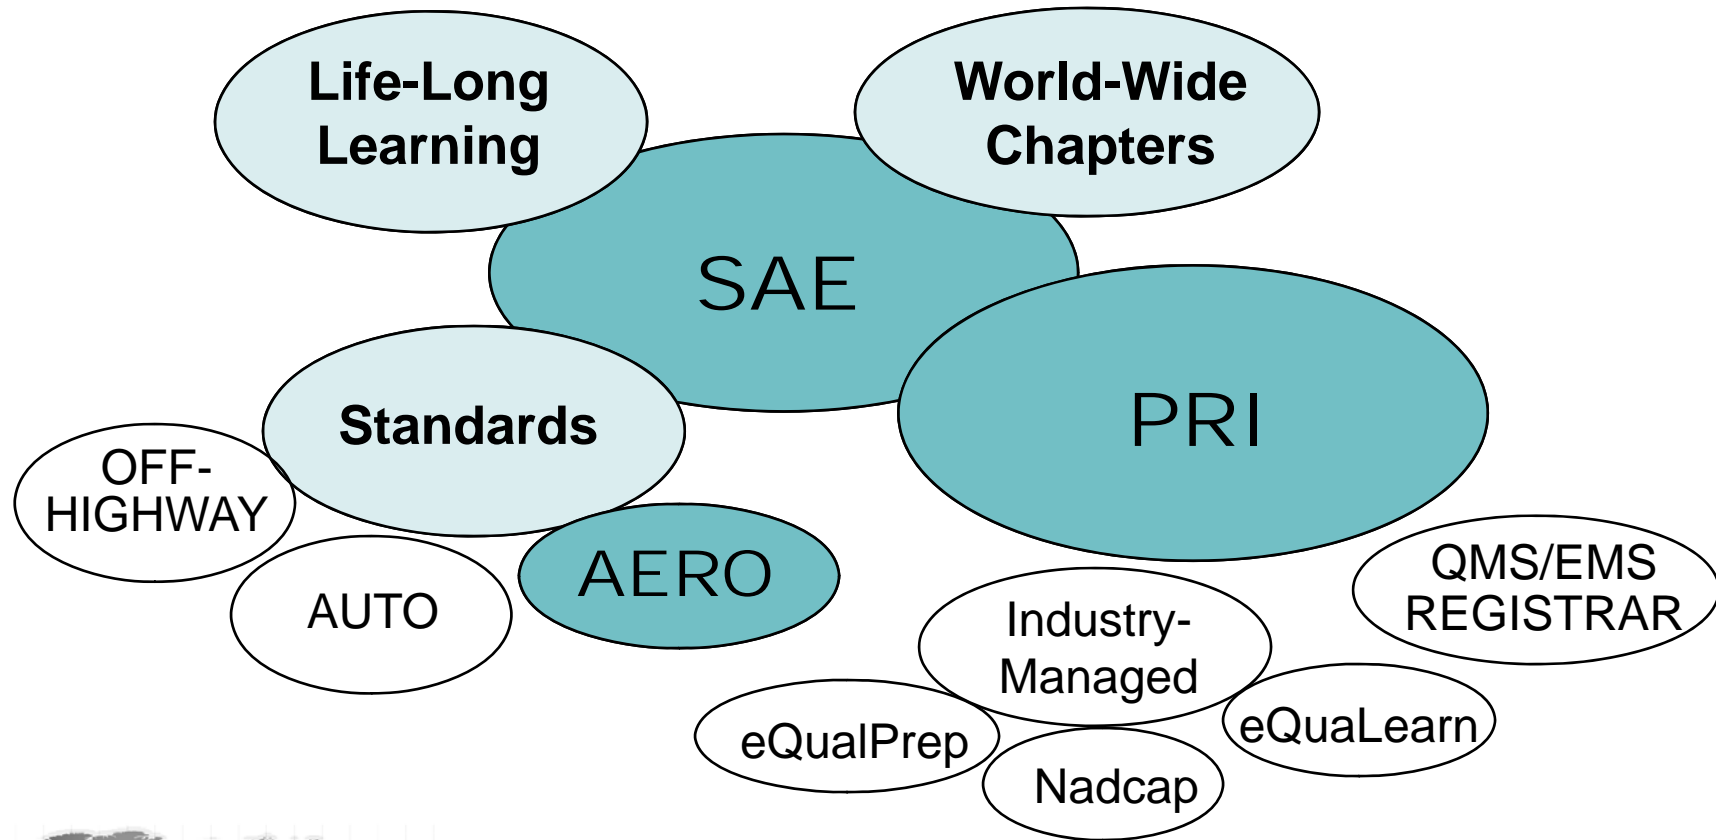 Life-Long
Learning
World-Wide
Chapters
SAE
PRI
Standards
OFF-
HIGHWAY
AUTO
AERO
QMS/EMS
REGISTRAR
Industry-
Managed
eQualPrep
eQuaLearn
Nadcap